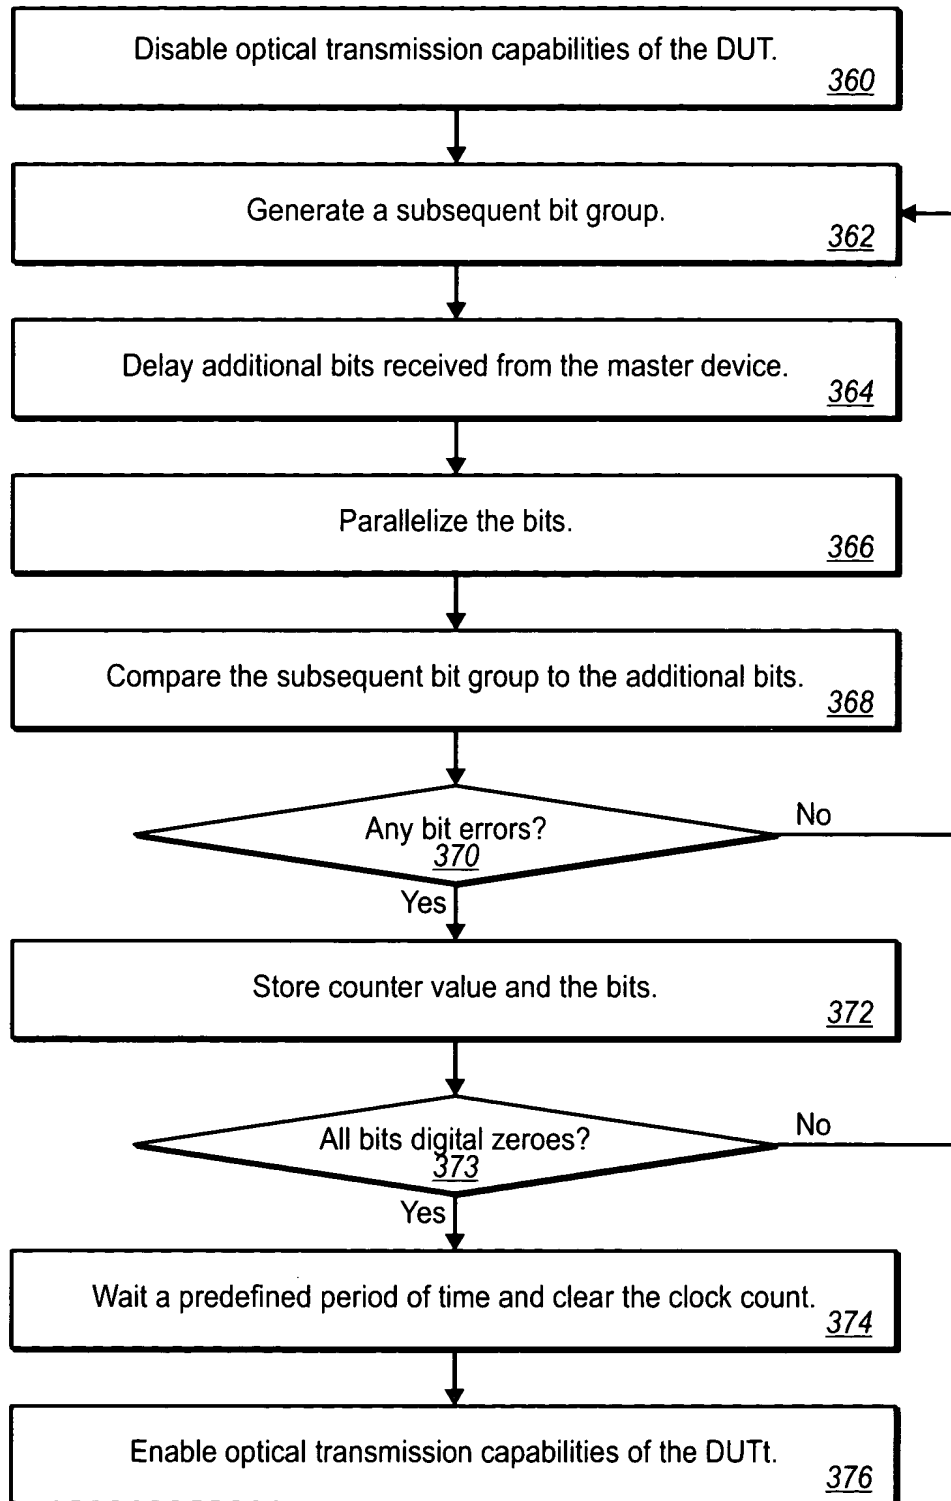 Disable optical transmission capabilities of the DUT.
360
Generate a subsequent bit group.
362
Delay additional bits received from the master device.
364
Parallelize the bits.
366
Compare the subsequent bit group to the additional bits.
368
Any bit errors?
370
No
Yes
Store counter value and the bits.
372
All bits digital zeroes?
373
No
Yes
Wait a predefined period of time and clear the clock count.
374
Enable optical transmission capabilities of the DUTt.
376